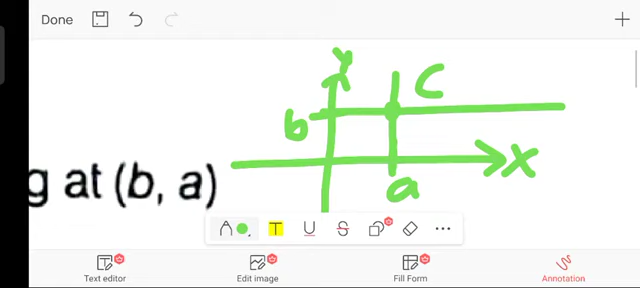 Done
Y
C
b
g at (b, a)
X
a
T U S
Text editor
Edit image
Fill Form
Annotation